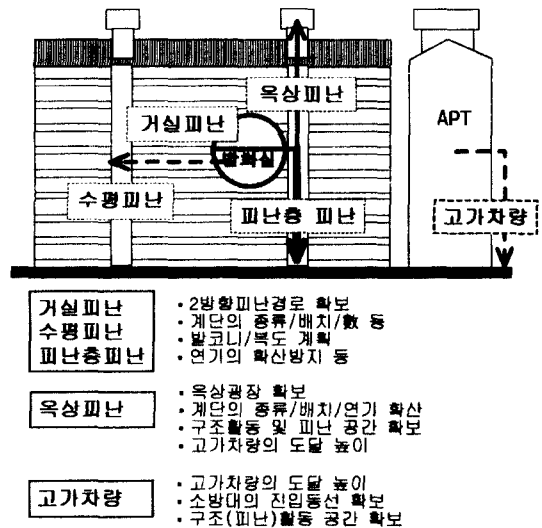 옥상피난
APT
거실피난
발화실
수평피난
피난층 피난
고가차량
거실피난
수평피난
피난층피난
· 2방향피난경로 확보
· 계단의 종류/배치/數 등
· 발코니/복도 계획
· 연기의 확산방지 등
옥상피난
· 옥상광장 확보
· 계단의 종류/배치/연기 확산
· 구조활동 및 피난 공간 확보
· 고가차량의 도달 높이
고가차량
· 고가차량의 도달 높이
· 소방대의 진입동선 확보
· 구조(피난)활동 공간 확보